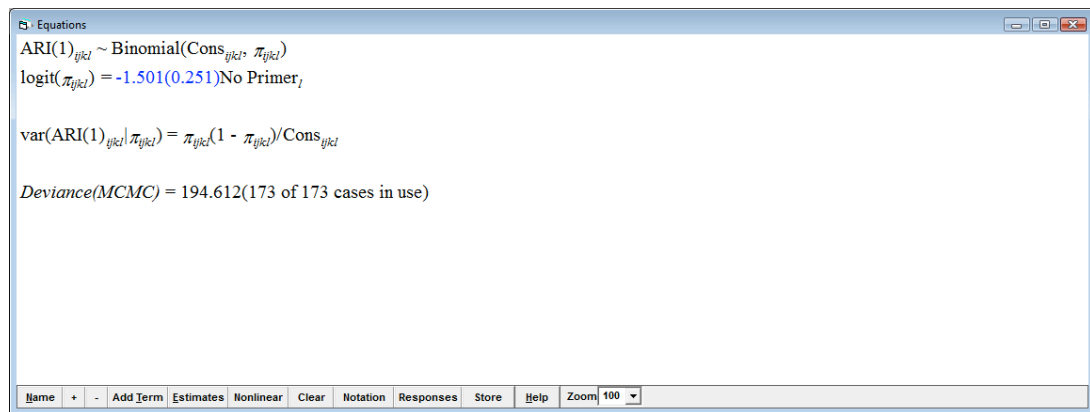 Equations
ARI(1)ijkl ~ Binomial(Consijkl, πijkl)
logit(πijkl) = -1.501(0.251)No Primerl
var(ARI(1)ijkl|πijkl) = πijkl(1 - πijkl)/Consijkl
Deviance(MCMC) = 194.612(173 of 173 cases in use)
Name + - Add Term Estimates Nonlinear Clear Notation Responses Store Help Zoom 100